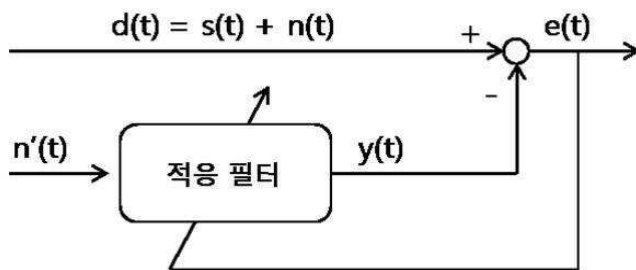 d(t) = s(t) + n(t)
+
e(t)
-
n'(t)
적응 필터
y(t)